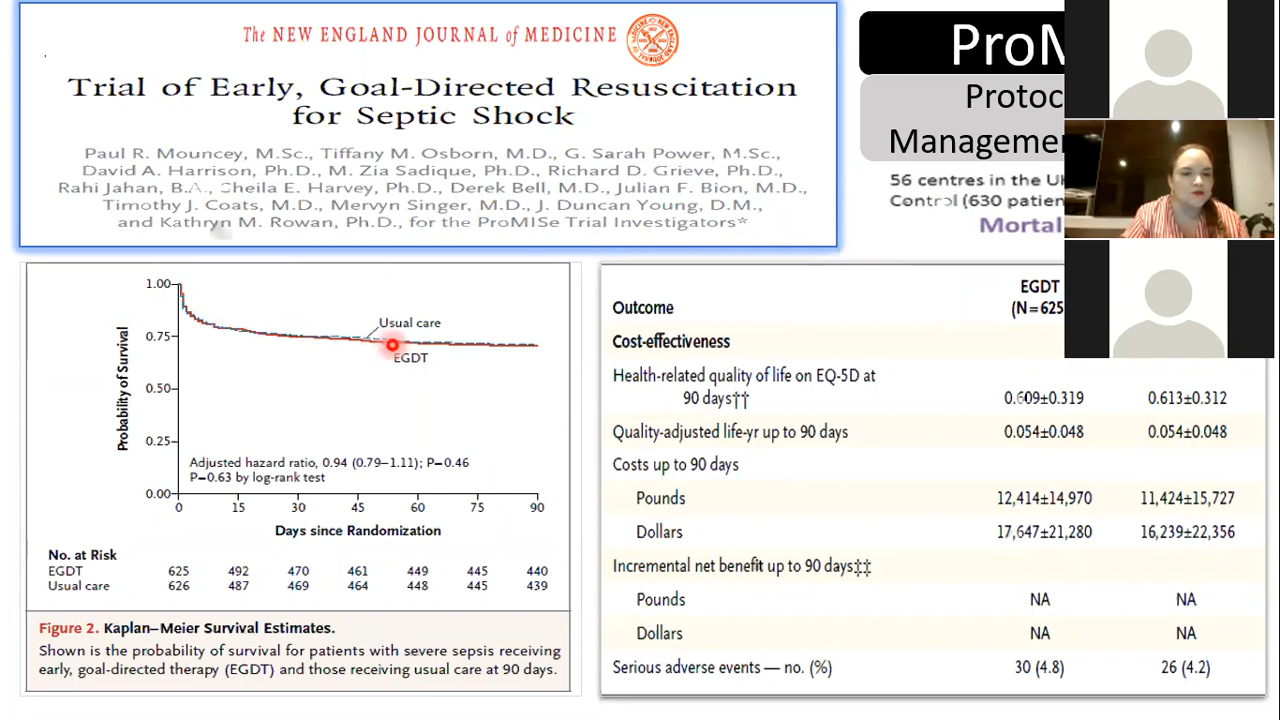 The NEW ENGLAND JOURNAL of MEDICINE
Trial of Early, Goal-Directed Resuscitation
for Septic Shock
Paul R. Mouncey, M.Sc., Tiffany M. Osborn, M.D., G. Sarah Power, M.Sc.,
David A. Harrison, Ph.D., M. Zia Sadique, Ph.D., Richard D. Grieve, Ph.D.,
Rahi Jahan, B.A., Sheila E. Harvey, Ph.D., Derek Bell, M.D., Julian F. Bion, M.D.,
Timothy J. Coats, M.D., Mervyn Singer, M.D., J. Duncan Young, D.M.,
and Kathryn M. Rowan, Ph.D., for the ProMISe Trial Investigators*
ProM
Protoc
Managemen
56 centres in the U
Control (630 patien
Mortal
Probability of Survival
1.00
0.75
0.50
0.25
0.00
Usual care
EGDT
Adjusted hazard ratio, 0.94 (0.79–1.11); P=0.46
P=0.63 by log-rank test
0 15 30 45 60 75 90
Days since Randomization
No. at Risk
EGDT 625 492 470 461 449 445 440
Usual care 626 487 469 464 448 445 439
Figure 2. Kaplan–Meier Survival Estimates.
Shown is the probability of survival for patients with severe sepsis receiving
early, goal-directed therapy (EGDT) and those receiving usual care at 90 days.
EGDT
Outcome (N=625
Cost-effectiveness
Health-related quality of life on EQ-5D at
90 days†† 0.609±0.319 0.613±0.312
Quality-adjusted life-yr up to 90 days 0.054±0.048 0.054±0.048
Costs up to 90 days
Pounds 12,414±14,970 11,424±15,727
Dollars 17,647±21,280 16,239±22,356
Incremental net benefit up to 90 days‡‡
Pounds NA NA
Dollars NA NA
Serious adverse events — no. (%) 30 (4.8) 26 (4.2)